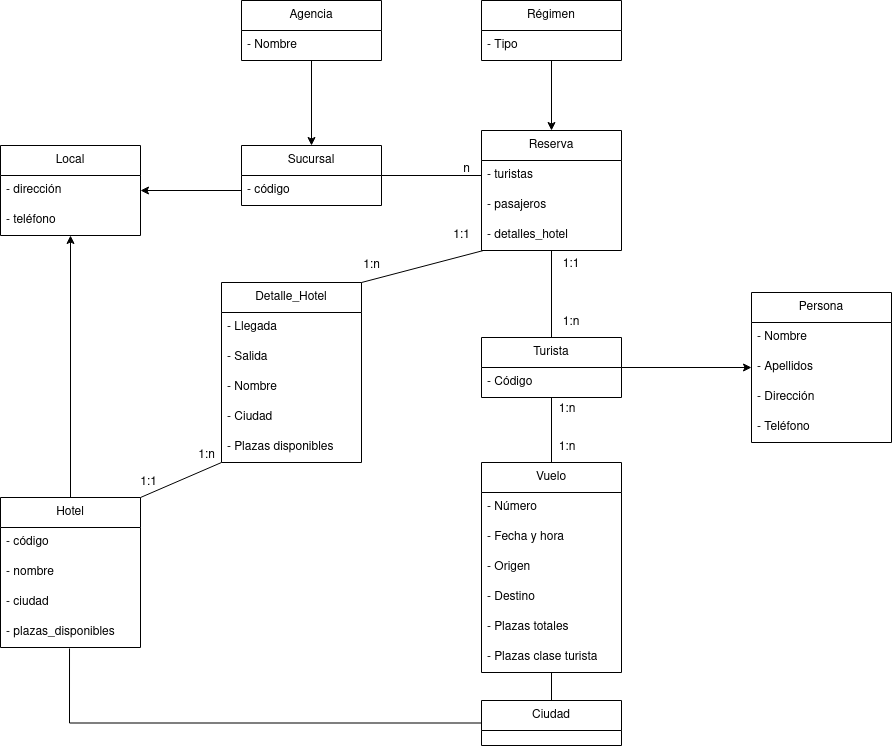 Agencia
- Nombre
Régimen
- Tipo
Local
- dirección
- teléfono
Sucursal
- código
n
Reserva
- turistas
- pasajeros
- detalles_hotel
1:1
1:n
1:1
1:n
Detalle_Hotel
- Llegada
- Salida
- Nombre
- Ciudad
- Plazas disponibles
Turista
- Código
Persona
- Nombre
- Apellidos
- Dirección
- Teléfono
1:n
1:n
1:n
1:1
Hotel
- código
- nombre
- ciudad
- plazas_disponibles
Vuelo
- Número
- Fecha y hora
- Origen
- Destino
- Plazas totales
- Plazas clase turista
Ciudad